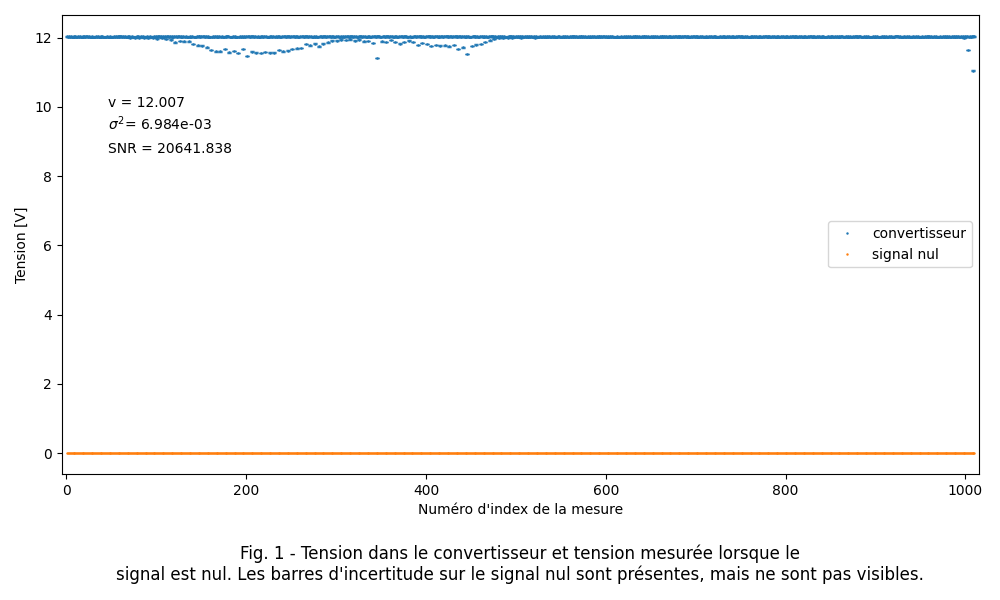 12
10
8
6
4
2
0
Tension [V]
v = 12.007
σ²= 6.984e-03
SNR = 20641.838
convertisseur
signal nul
0 200 400 600 800 1000
Numéro d'index de la mesure
Fig. 1 - Tension dans le convertisseur et tension mesurée lorsque le
signal est nul. Les barres d'incertitude sur le signal nul sont présentes, mais ne sont pas visibles.